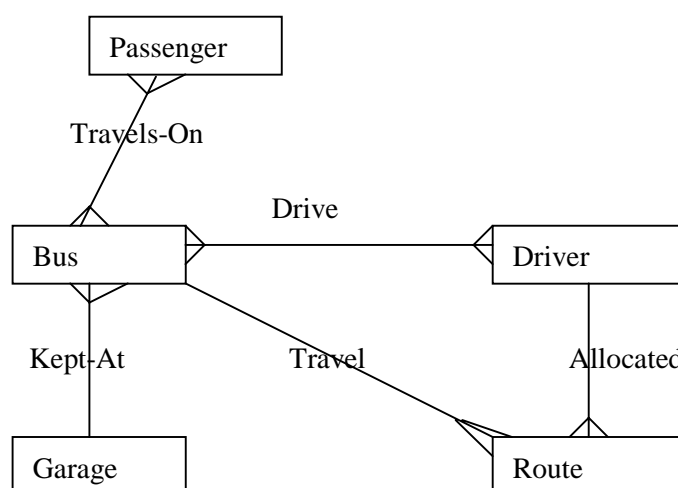 Passenger
Travels-On
Drive
Bus
Driver
Kept-At
Travel
Allocated
Garage
Route